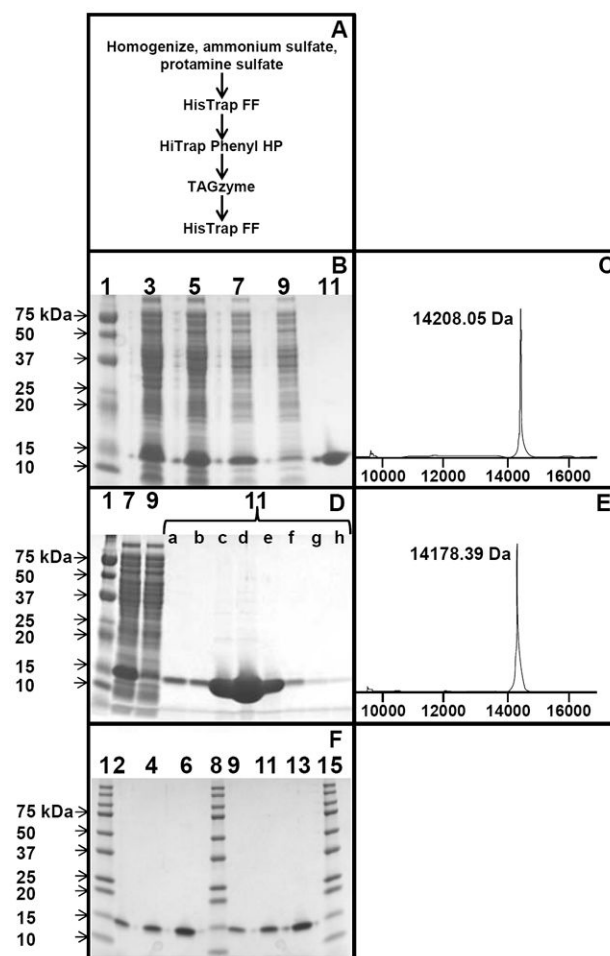 A
Homogenize, ammonium sulfate,
protamine sulfate
HisTrap FF
HiTrap Phenyl HP
TAGzyme
HisTrap FF
B
1 3 5 7 9 11
75 kDa
50
37
25
20
15
10
C
14208.05 Da
10000 12000 14000 16000
D
1 7 9 11
a b c d e f g h
75 kDa
50
37
25
20
15
10
E
14178.39 Da
10000 12000 14000 16000
F
12 4 6 8 9 11 13 15
75 kDa
50
37
25
20
15
10